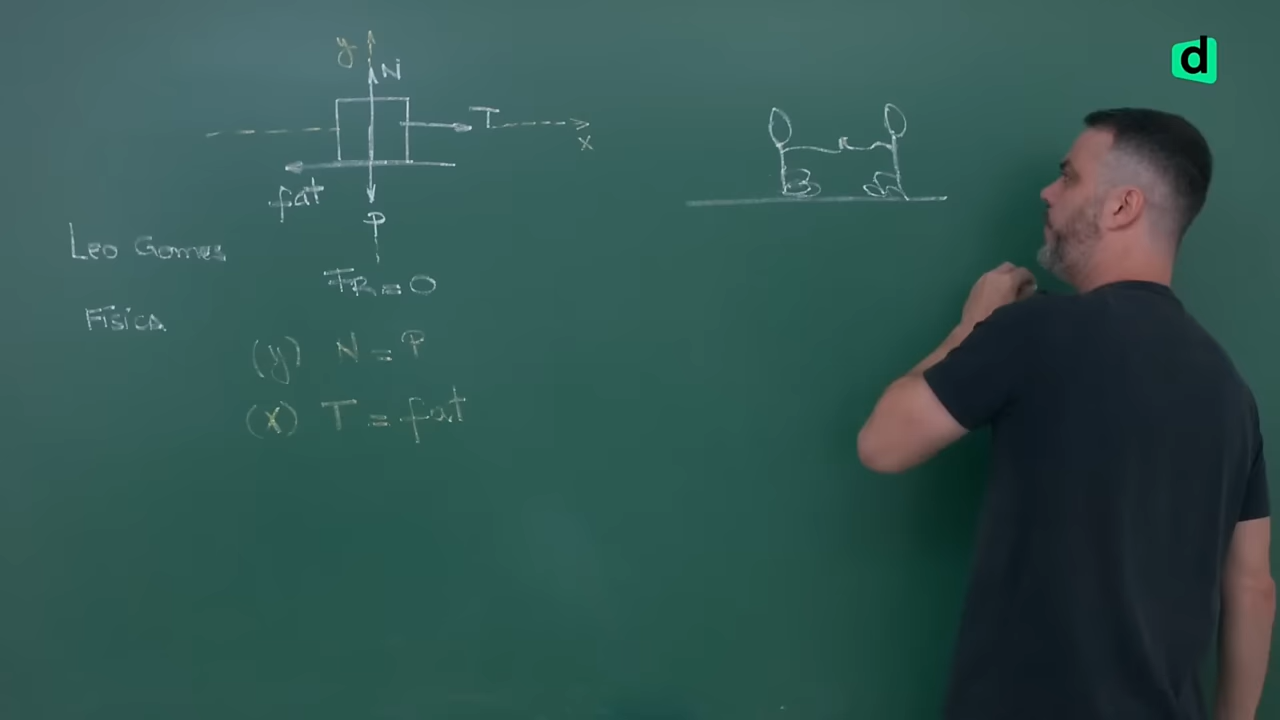 y
N
T
x
fat
P
Leo Gomes
FR = 0
Física
(y) N = P
(x) T = fat
d